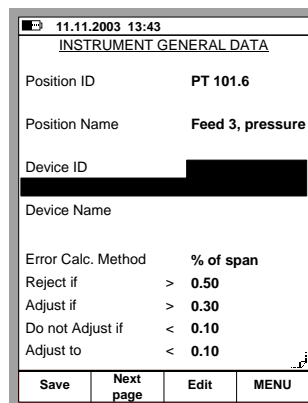 11.11.2003 13:43
INSTRUMENT GENERAL DATA
Position ID PT 101.6
Position Name Feed 3, pressure
Device ID
Device Name
Error Calc. Method % of span
Reject if > 0.50
Adjust if > 0.30
Do not Adjust if < 0.10
Adjust to < 0.10
Save Next page Edit MENU